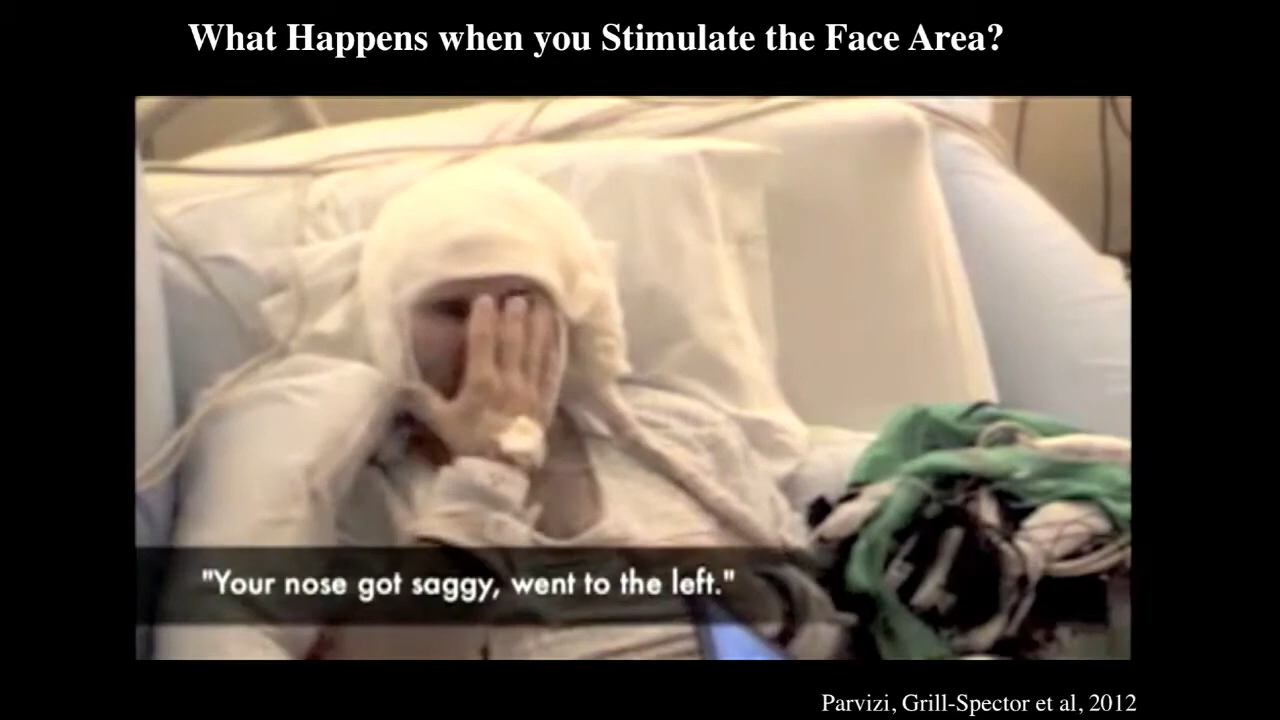 What Happens when you Stimulate the Face Area?
"Your nose got saggy, went to the left."
Parvizi, Grill-Spector et al, 2012